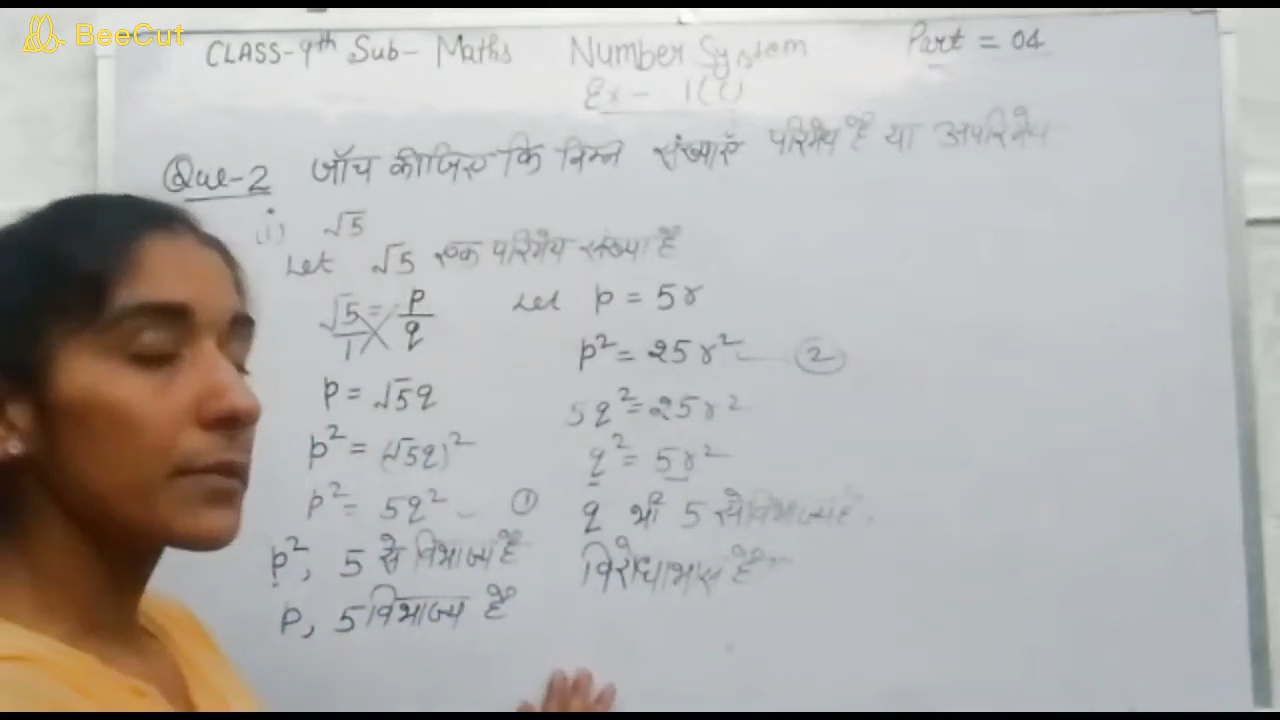 BeeCut
CLASS-9th Sub- Maths Number System Part = 04
Ex - 1(C)
Que-2 जाँच कीजिए कि निम्न संख्याएँ परिमेय है या अपरिमेय
(i) √5
Let √5 एक परिमेय संख्या है
√5/1 = p/q
p = √5q
p² = (√5q)²
p² = 5q² - ①
p², 5 से विभाज्य है
p, 5 विभाज्य है
Let p = 5r
p² = 25r² - ②
5q² = 25r²
q² = 5r²
q भी 5 से विभाज्य है.
विरोधाभास है